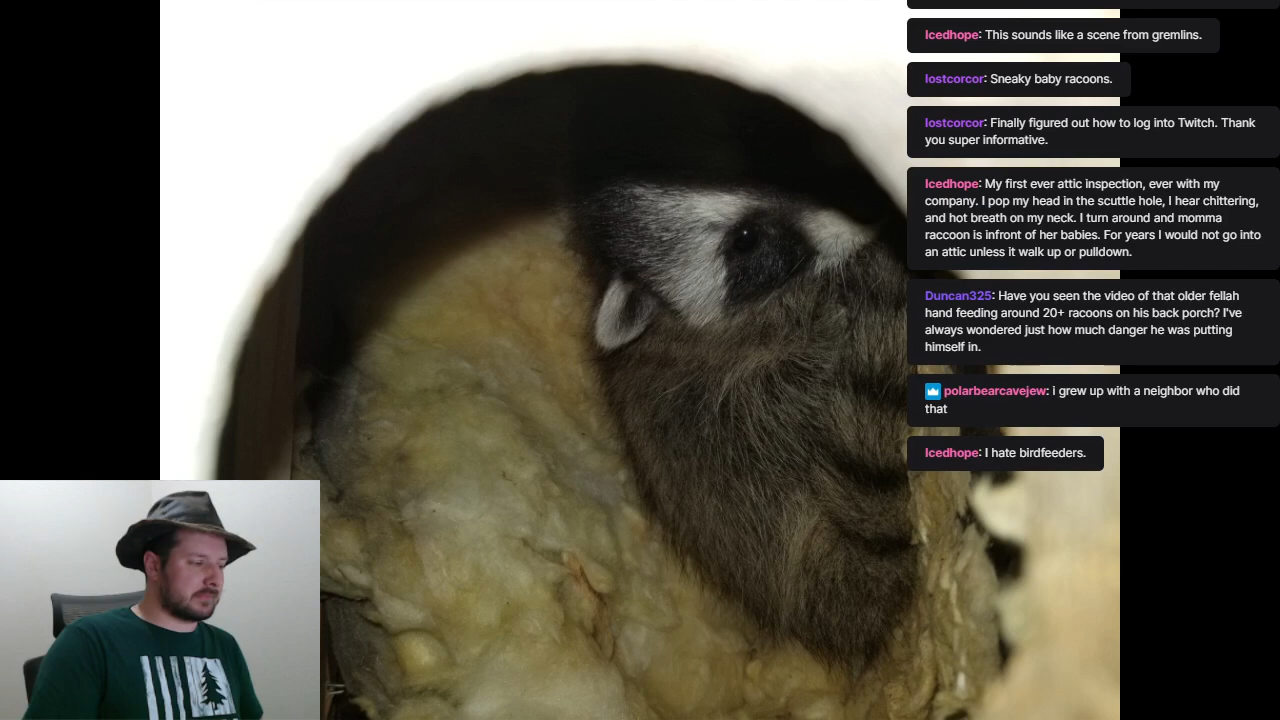 Icedhope: This sounds like a scene from gremlins.
lostcorcor: Sneaky baby racoons.
lostcorcor: Finally figured out how to log into Twitch. Thank
you super informative.
Icedhope: My first ever attic inspection, ever with my
company. I pop my head in the scuttle hole, I hear chittering,
and hot breath on my neck. I turn around and momma
raccoon is infront of her babies. For years I would not go into
an attic unless it walk up or pulldown.
Duncan325: Have you seen the video of that older fellah
hand feeding around 20+ racoons on his back porch? I've
always wondered just how much danger he was putting
himself in.
polarbearcavejew: i grew up with a neighbor who did
that
Icedhope: I hate birdfeeders.